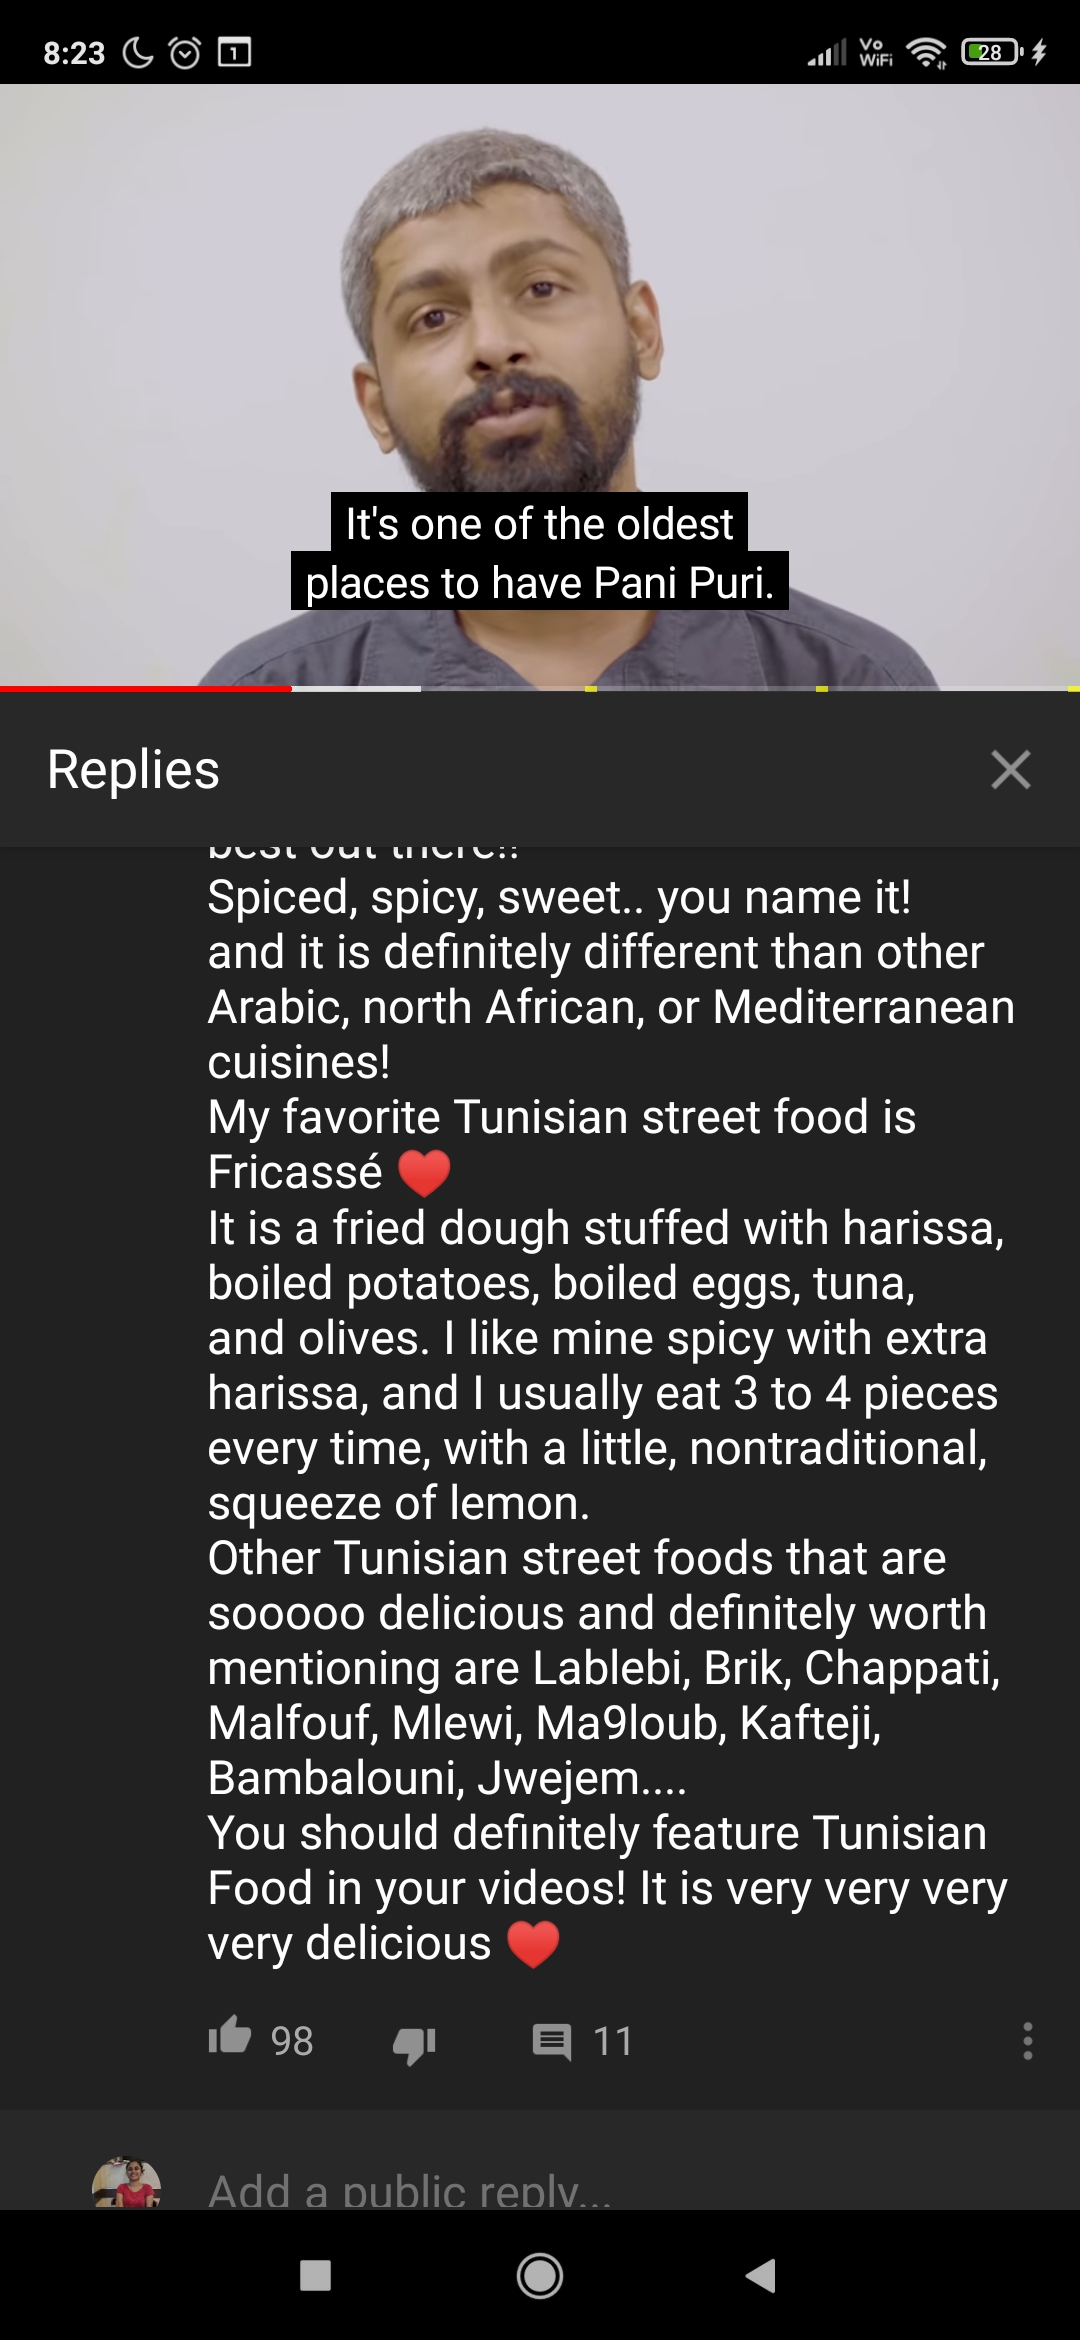 8:23
1
Vo
WiFi
28
It's one of the oldest
places to have Pani Puri.
Replies
best out there!!
Spiced, spicy, sweet.. you name it!
and it is definitely different than other
Arabic, north African, or Mediterranean
cuisines!
My favorite Tunisian street food is
Fricassé ♥️
It is a fried dough stuffed with harissa,
boiled potatoes, boiled eggs, tuna,
and olives. I like mine spicy with extra
harissa, and I usually eat 3 to 4 pieces
every time, with a little, nontraditional,
squeeze of lemon.
Other Tunisian street foods that are
sooooo delicious and definitely worth
mentioning are Lablebi, Brik, Chappati,
Malfouf, Mlewi, Ma9loub, Kafteji,
Bambalouni, Jwejem....
You should definitely feature Tunisian
Food in your videos! It is very very very
very delicious ♥️
98
11
Add a public reply...